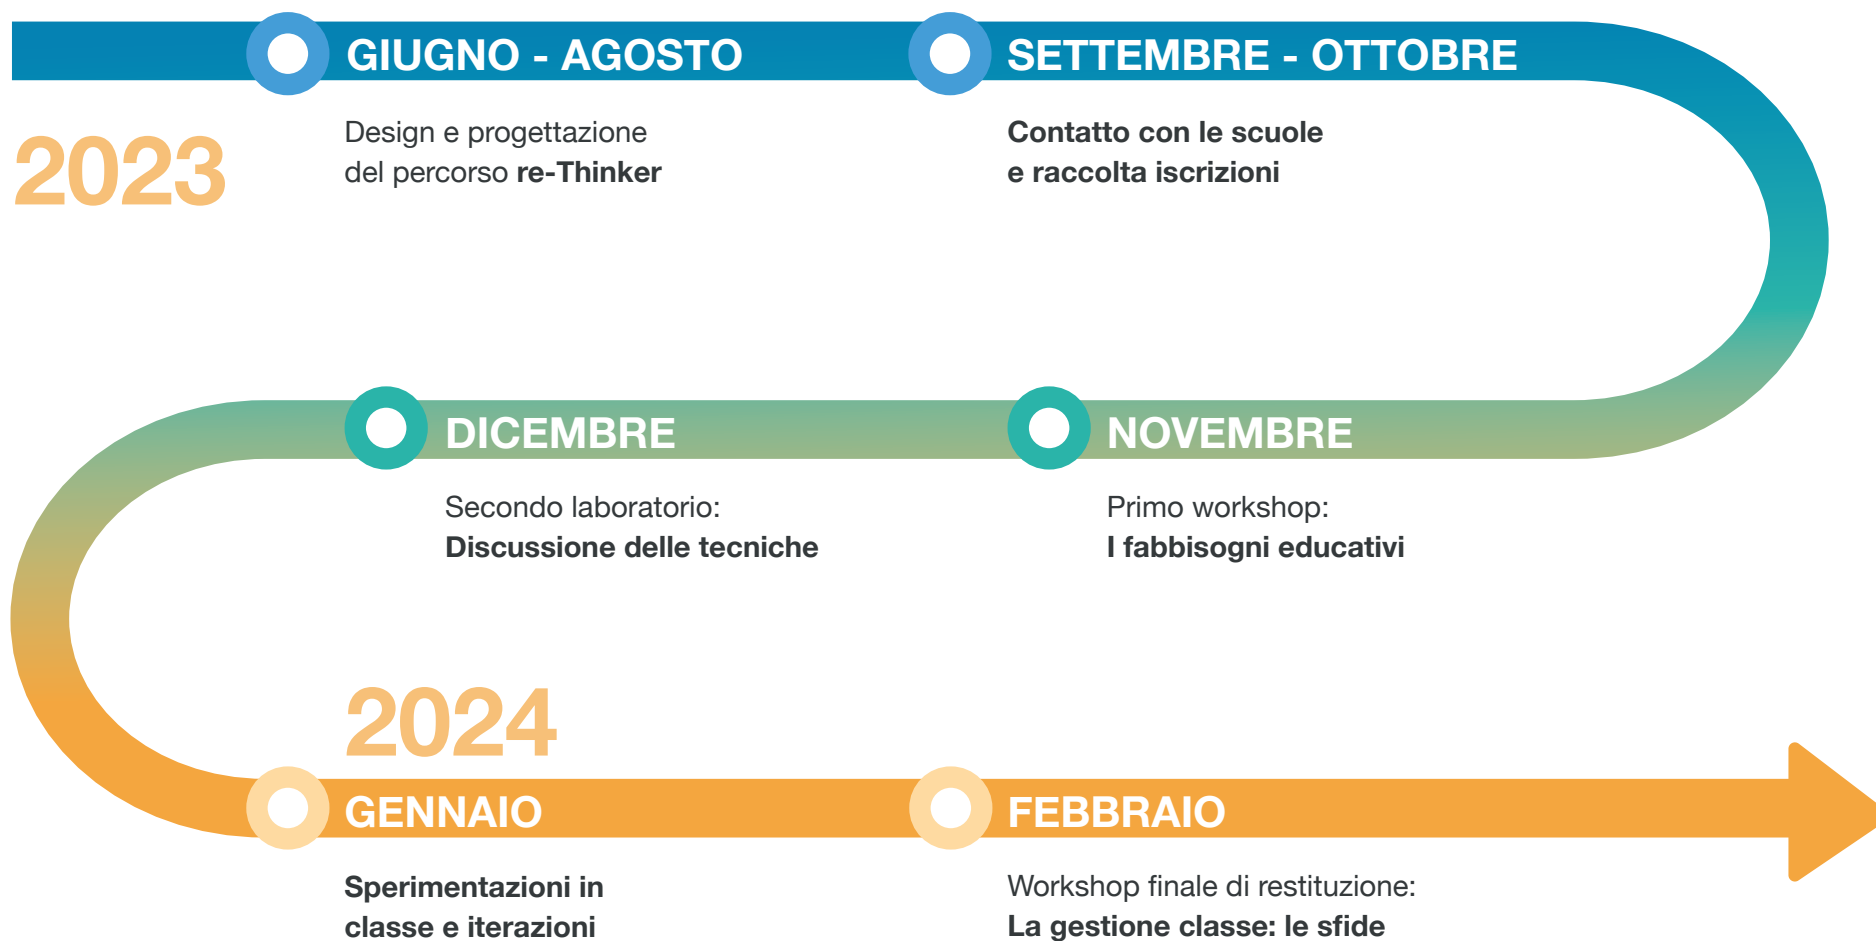 2023
GIUGNO - AGOSTO
Design e progettazione
del percorso re-Thinker
SETTEMBRE - OTTOBRE
Contatto con le scuole
e raccolta iscrizioni
NOVEMBRE
Primo workshop:
I fabbisogni educativi
DICEMBRE
Secondo laboratorio:
Discussione delle tecniche
2024
GENNAIO
Sperimentazioni in
classe e iterazioni
FEBBRAIO
Workshop finale di restituzione:
La gestione classe: le sfide